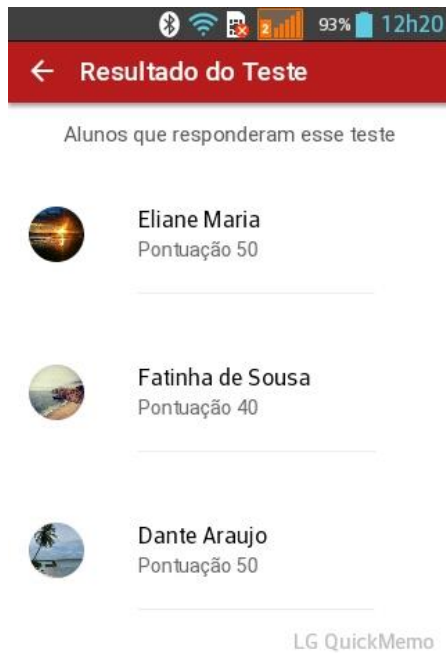 2 93% 12h20
Resultado do Teste
Alunos que responderam esse teste
Eliane Maria
Pontuação 50
Fatinha de Sousa
Pontuação 40
Dante Araujo
Pontuação 50
LG QuickMemo